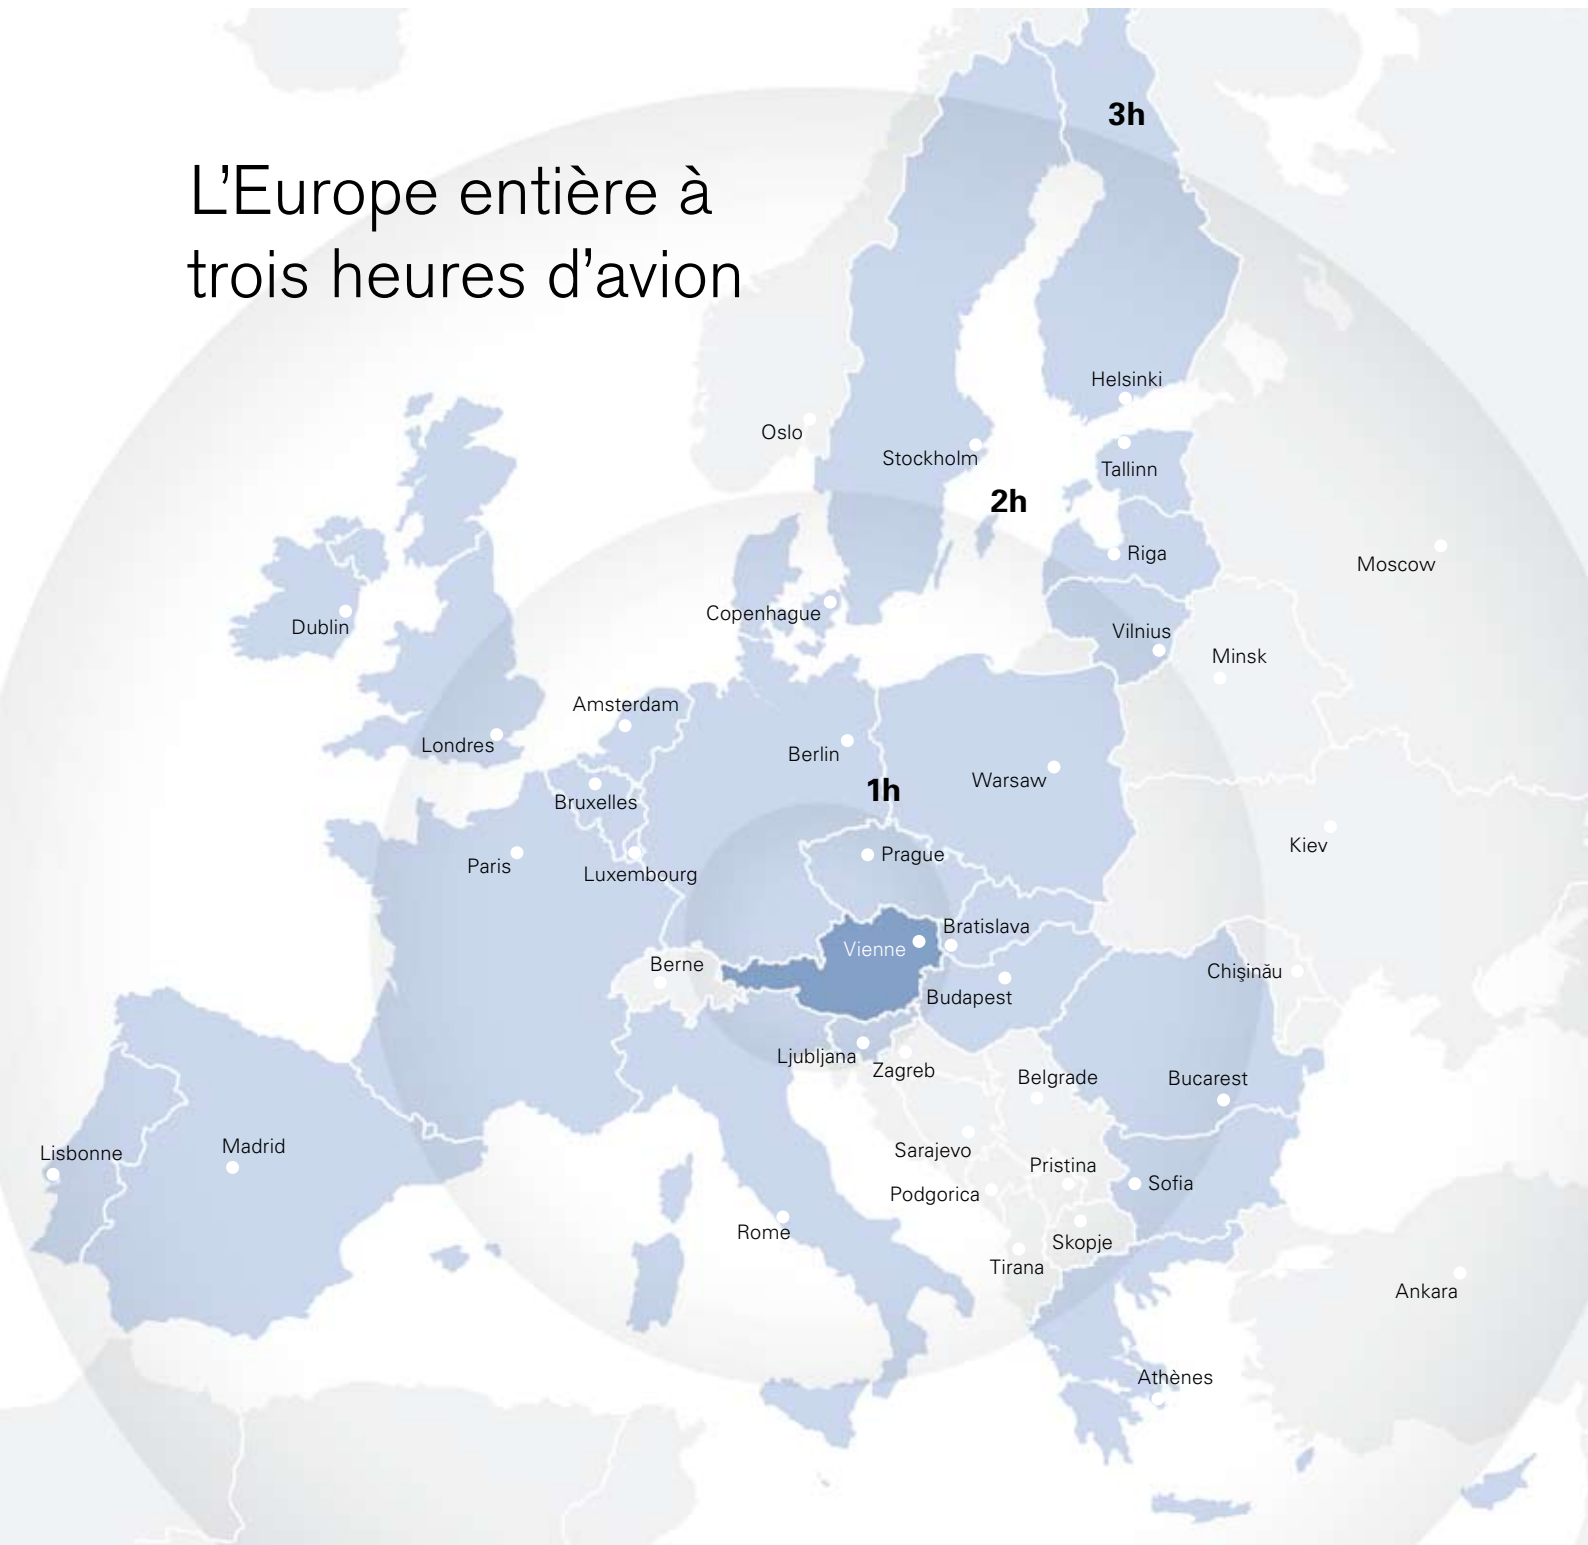 3h
L’Europe entière à
trois heures d’avion
Helsinki
Oslo
Stockholm
Tallinn
2h
Riga
Moscow
Copenhague
Dublin
Vilnius
Minsk
Amsterdam
Londres
Berlin
Warsaw
1h
Bruxelles
Kiev
Paris
Prague
Luxembourg
Bratislava
Vienne
Berne
Chişinău
Budapest
Ljubljana
Zagreb
Belgrade
Bucarest
Lisbonne
Madrid
Sarajevo
Pristina
Podgorica
Sofia
Rome
Skopje
Tirana
Ankara
Athènes